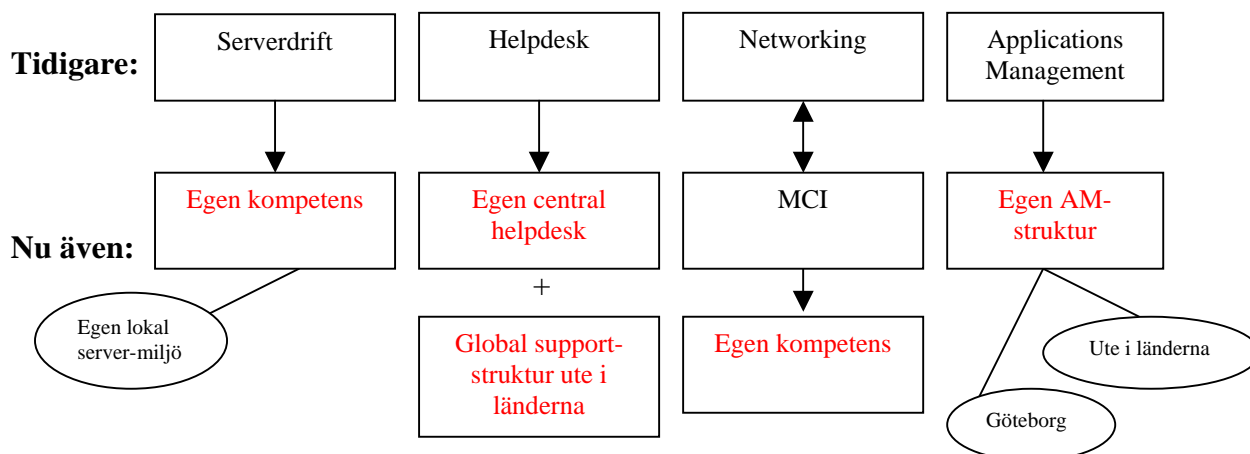 Tidigare:
Serverdrift
Helpdesk
Networking
Applications
Management
Nu även:
Egen kompetens
Egen central
helpdesk
MCI
Egen AM-
struktur
+
Egen lokal
server-miljö
Global support-
struktur ute i
länderna
Egen kompetens
Ute i länderna
Göteborg